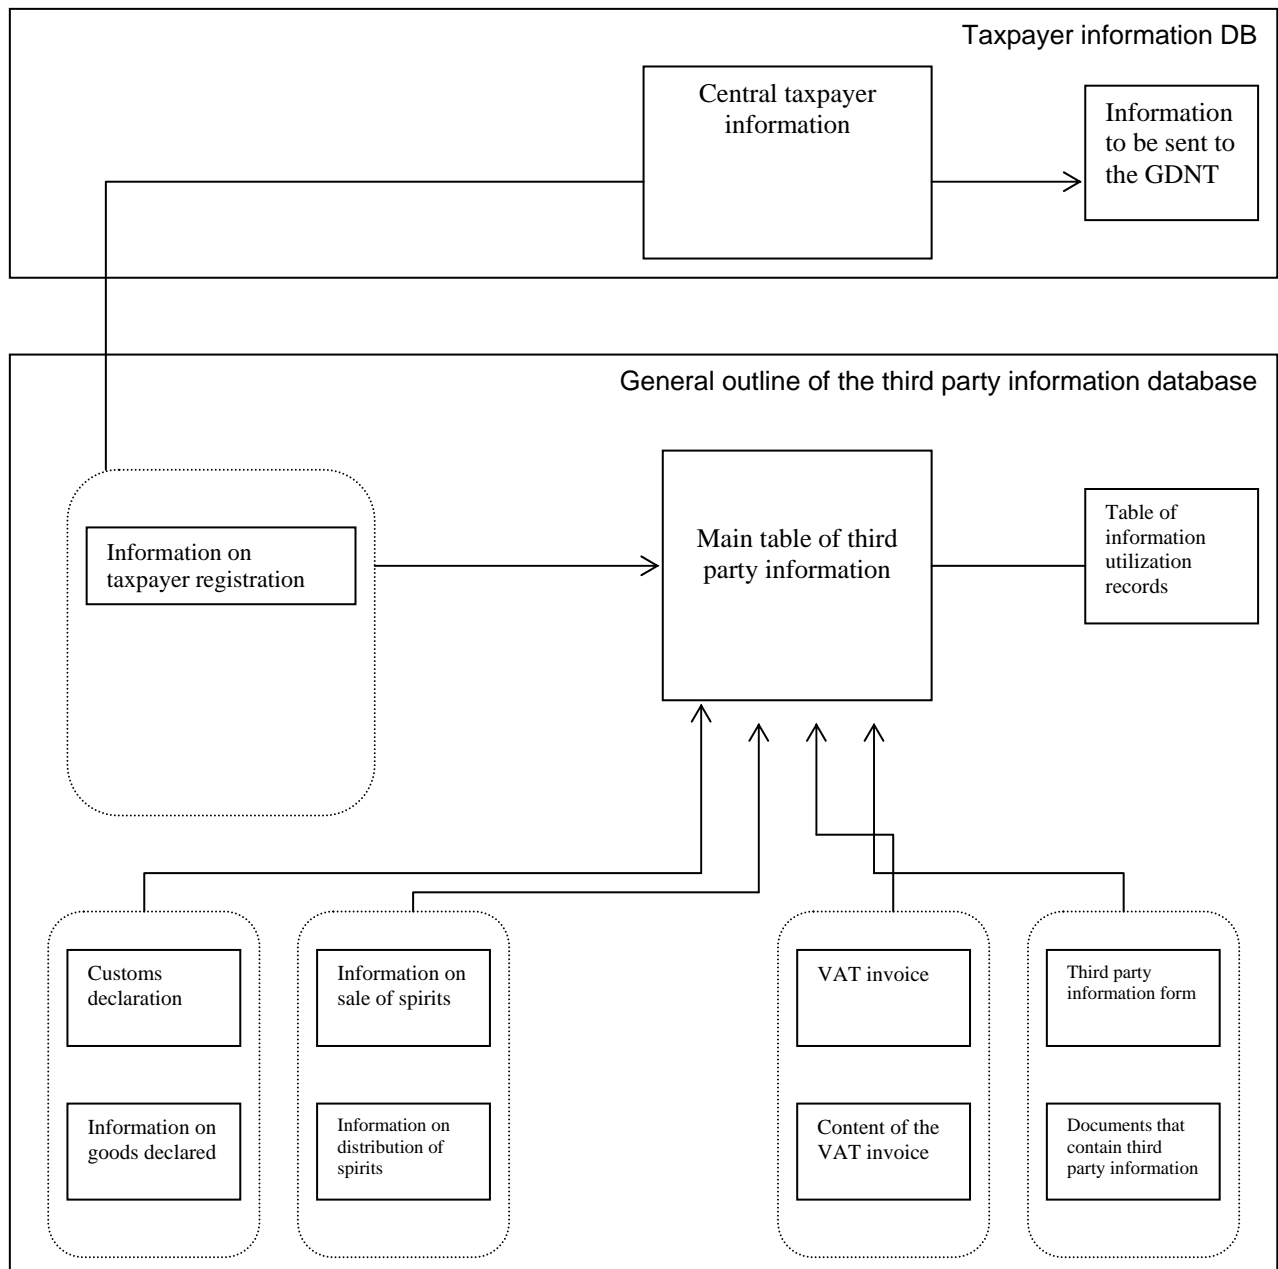 Taxpayer information DB
Central taxpayer
information
Information
to be sent to
the GDNT
General outline of the third party information database
Information on
taxpayer registration
Main table of third
party information
Table of
information
utilization
records
Customs
declaration
Information on
sale of spirits
VAT invoice
Third party
information form
Information on
goods declared
Information on
distribution of
spirits
Content of the
VAT invoice
Documents that
contain third
party information